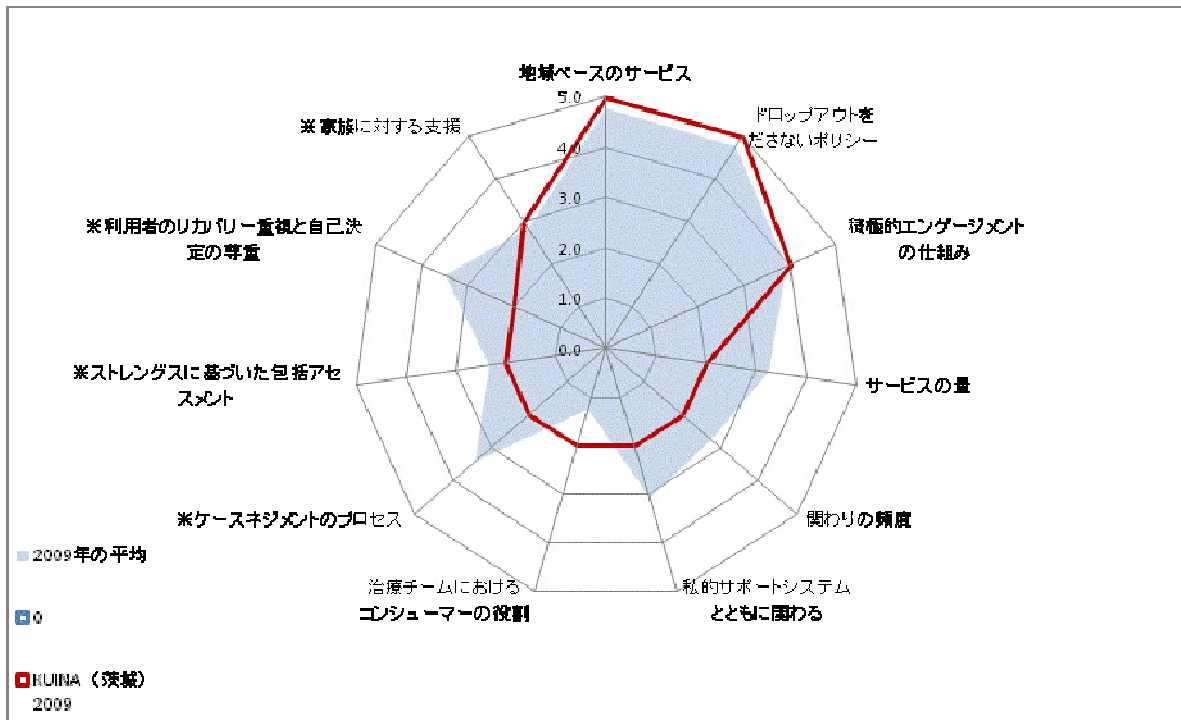 地域ベースのサービス
ドロップアウトを
ださないポリシー
積極的エンゲージメント
の仕組み
サービスの量
関わりの頻度
私的サポートシステム
とともに関わる
治療チームにおける
コンシューマーの役割
※ケースネジメントのプロセス
※ストレングスに基づいた包括アセ
スメント
※利用者のリカバリー重視と自己決
定の尊重
※家族に対する支援
5.0
4.0
3.0
2.0
1.0
0.0
2009年の平均
0
KUINA（茨城）
2009